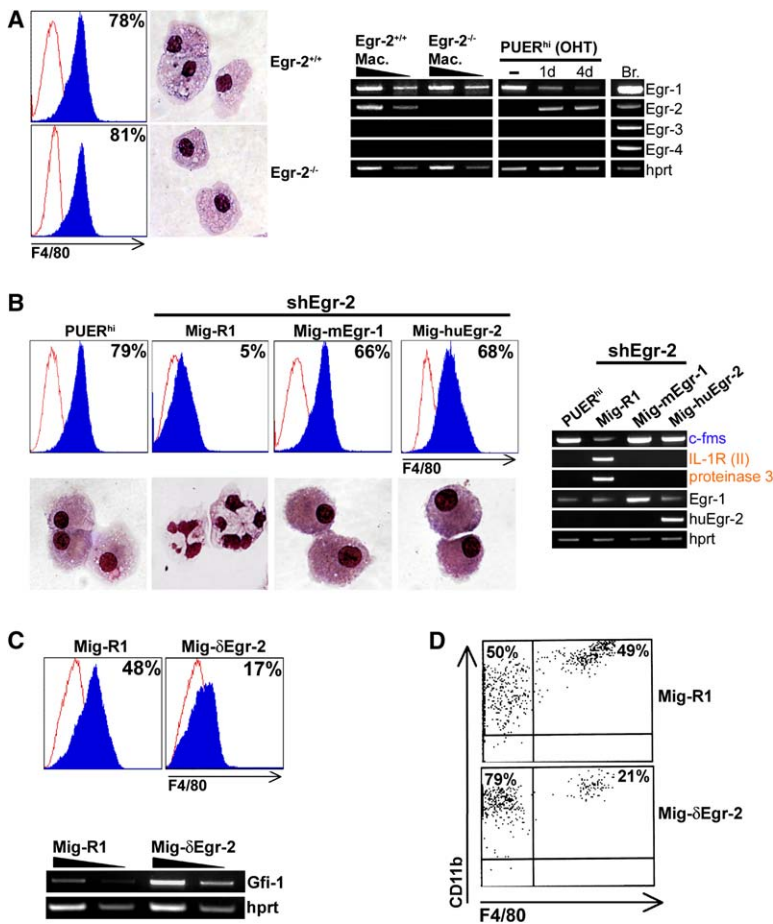 A
78%
Egr-2+/+
81%
Egr-2-/-
F4/80
Egr-2+/+ Egr-2-/- PUERhi (OHT)
Mac. Mac. – 1d 4d Br.
Egr-1
Egr-2
Egr-3
Egr-4
hprt
B
shEgr-2
PUERhi Mig-R1 Mig-mEgr-1 Mig-huEgr-2
79% 5% 66% 68%
F4/80
shEgr-2
PUERhi Mig-R1 Mig-mEgr-1 Mig-huEgr-2
c-fms
IL-1R (II)
proteinase 3
Egr-1
huEgr-2
hprt
C
Mig-R1 Mig-δEgr-2
48% 17%
F4/80
Mig-R1 Mig-δEgr-2
Gfi-1
hprt
D
50% 49%
Mig-R1
79% 21%
Mig-δEgr-2
CD11b
F4/80